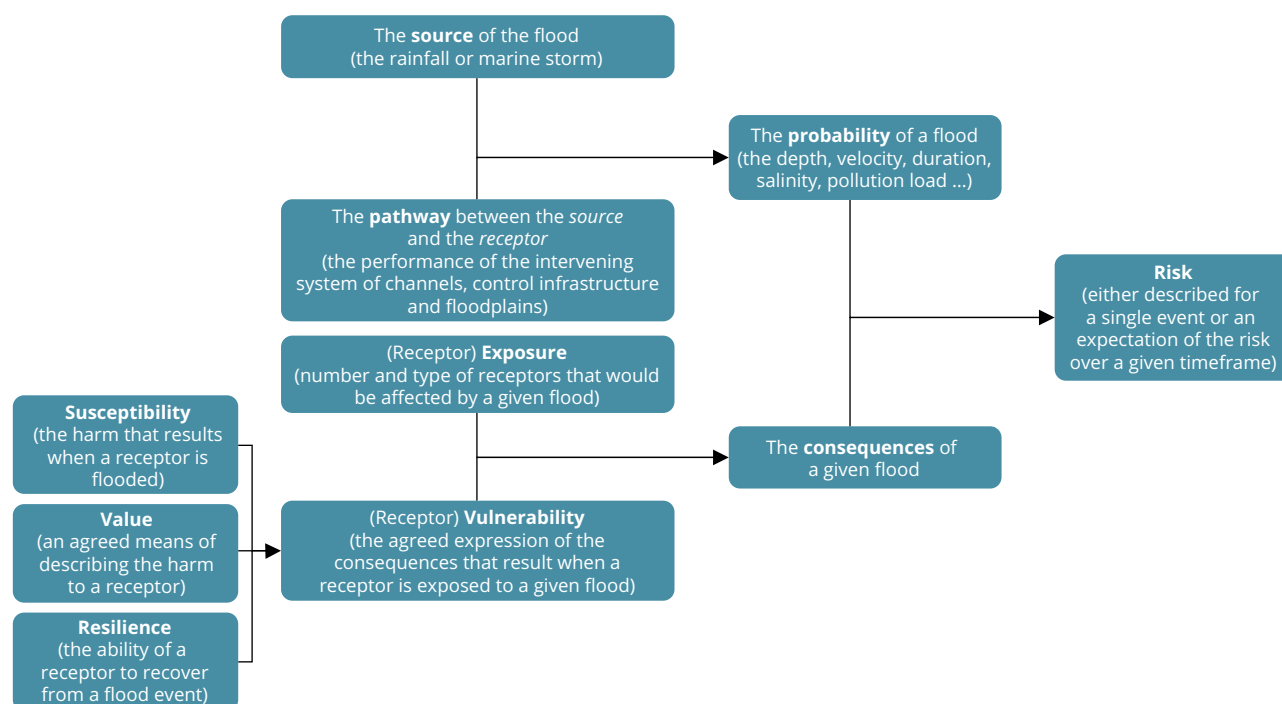 The source of the flood
(the rainfall or marine storm)
The probability of a flood
(the depth, velocity, duration,
salinity, pollution load ...)
The pathway between the source
and the receptor
(the performance of the intervening
system of channels, control infrastructure
and floodplains)
Risk
(either described for
a single event or an
expectation of the risk
over a given timeframe)
(Receptor) Exposure
(number and type of receptors that would
be affected by a given flood)
Susceptibility
(the harm that results
when a receptor is
flooded)
The consequences of
a given flood
Value
(an agreed means of
describing the harm
to a receptor)
(Receptor) Vulnerability
(the agreed expression of the
consequences that result when a
receptor is exposed to a given flood)
Resilience
(the ability of a
receptor to recover
from a flood event)